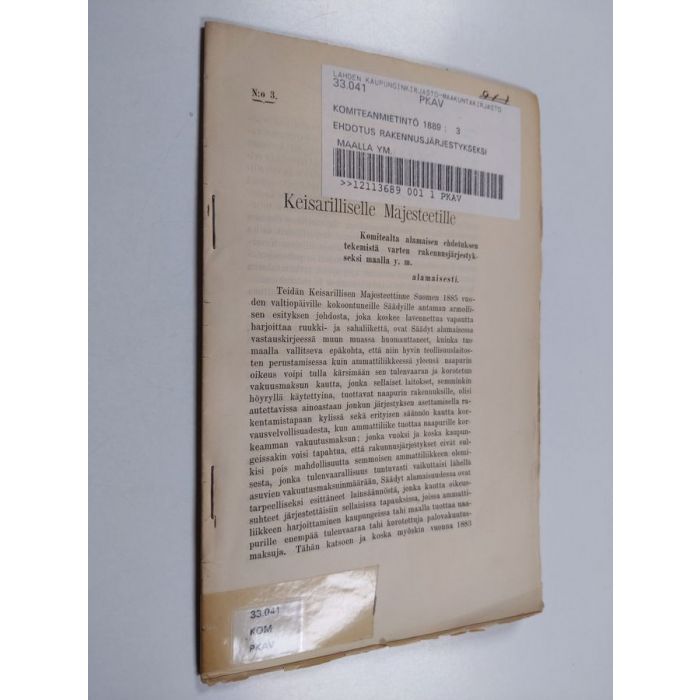 N:o 3.
LAHDEN KAUPUNGINKIRJASTO-MAAKUNTAKIRJASTO
33.041
PKAV
KOMITEANMIETINTÖ 1889 : 3
EHDOTUS RAKENNUSJÄRJESTYKSEKSI
MAALLA YM.
>>12113689 001 1 PKAV
Keisarilliselle Majesteetille
Komitealta alamaisen ehdotuksen
tekemistä varten rakennusjärjestyk-
seksi maalla y. m.
alamaisesti.
Teidän Keisarillisen Majesteettinne Suomen 1885 vuo-
den valtiopäiville kokoontuneille Säädyille antaman armolli-
sen esityksen johdosta, joka koskee lavennettua vapautta
harjoittaa ruukki- ja sahaliikettä, ovat Säädyt alamaisessa
vastauskirjeessä muun muassa huomauttaneet, kuinka tus
maalla vallitseva epäkohta, että niin hyvin teollisuuslaitos-
ten perustamisessa kuin ammattiliikkeessä yleensä naapurin
oikeus voipi tulla kärsimään sen tulenvaaran ja korotetun
vakuusmaksun kautta, jonka sellaiset laitokset, semminkin
höyryllä käytettyinä, tuottavat naapurin rakennuksille, olisi
autettavissa ainoastaan jonkun järjestyksen asettamisella ra-
kentamistapaan kylissä sekä erityisen säännön kautta kor-
vausvelvollisuudesta, kun ammattiliike tuottaa naapurille kor-
keamman vakuutusmaksun; jonka vuoksi ja koska kaupun-
geissakin voisi tapahtua, että rakennusjärjestykset eivät eul-
ekisi pois mahdollisuutta semmoisen ammattiliikkeen olemi-
sesta, jonka tulenvaarallisuus tuntuvasti vaikuttaisi lähellä
asuvien vakuutusmaksunmäärään, Säädyt alamaisuudessa ovat
tarpeelliseksi esittäneet lainsäännöstä, jonka kautta oikeus-
suhteet järjestettäisiin sellaisissa tapauksissa, joissa ammatti-
liikkeen harjoittaminen kaupungeissa tahi maalla tuottaa naa-
purille enempää tulenvaaraa tahi korotettuja palovakuutus-
maksuja. Tähän katsoen ja koska myöskin vuonna 1883
33.041
KOM
PKAV